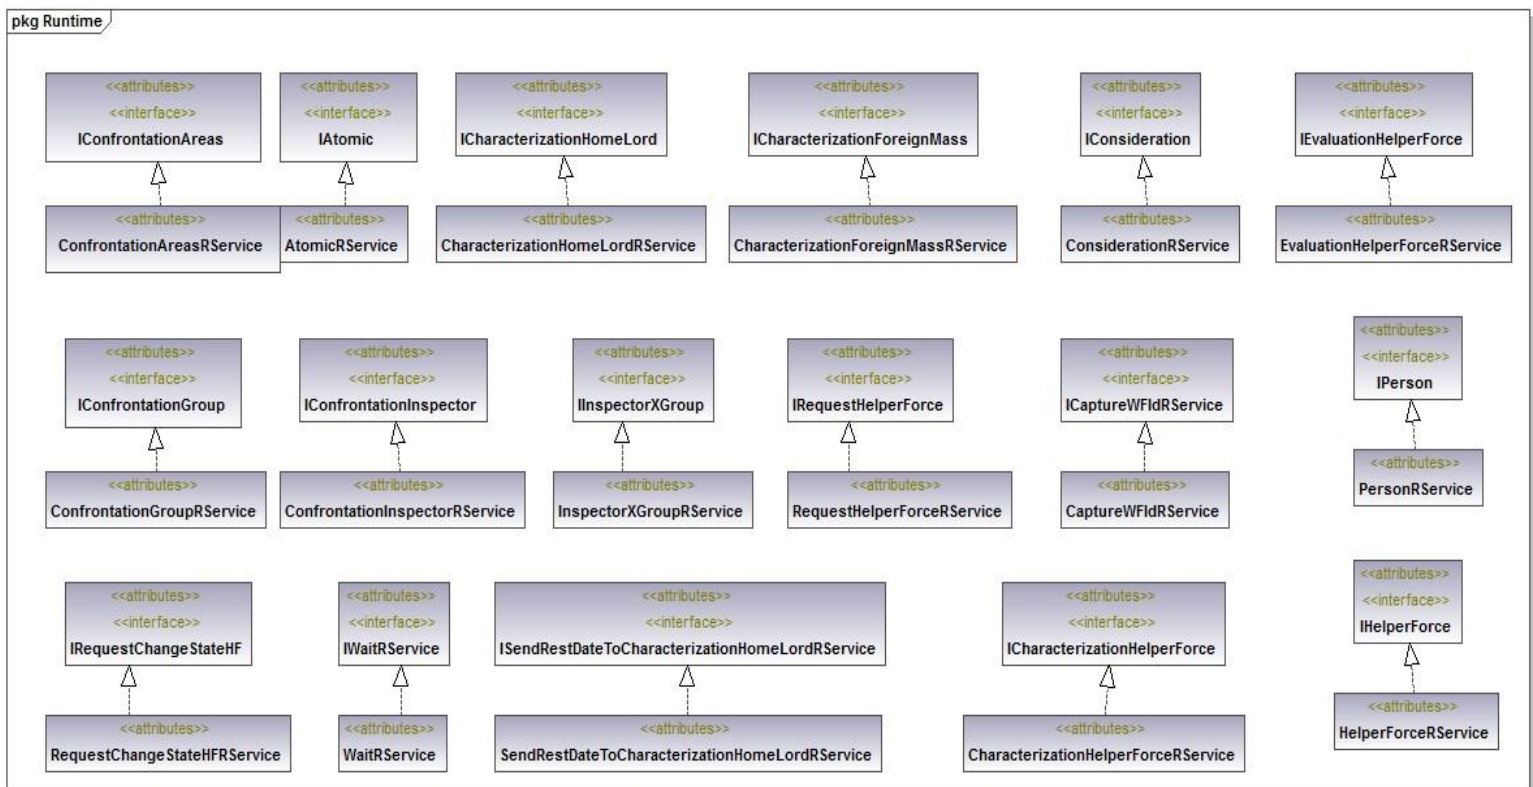 pkg Runtime
<<attributes>>
<<interface>>
IConfrontationAreas
<<attributes>>
ConfrontationAreasRService
<<attributes>>
<<interface>>
IAtomic
<<attributes>>
AtomicRService
<<attributes>>
<<interface>>
ICharacterizationHomeLord
<<attributes>>
CharacterizationHomeLordRService
<<attributes>>
<<interface>>
ICharacterizationForeignMass
<<attributes>>
CharacterizationForeignMassRService
<<attributes>>
<<interface>>
IConsideration
<<attributes>>
ConsiderationRService
<<attributes>>
<<interface>>
IEvaluationHelperForce
<<attributes>>
EvaluationHelperForceRService
<<attributes>>
<<interface>>
IConfrontationGroup
<<attributes>>
ConfrontationGroupRService
<<attributes>>
<<interface>>
IConfrontationInspector
<<attributes>>
ConfrontationInspectorRService
<<attributes>>
<<interface>>
IInspectorXGroup
<<attributes>>
InspectorXGroupRService
<<attributes>>
<<interface>>
IRequestHelperForce
<<attributes>>
RequestHelperForceRService
<<attributes>>
<<interface>>
ICaptureWFIdRService
<<attributes>>
CaptureWFIdRService
<<attributes>>
<<interface>>
IPerson
<<attributes>>
PersonRService
<<attributes>>
<<interface>>
IRequestChangeStateHF
<<attributes>>
RequestChangeStateHFRService
<<attributes>>
<<interface>>
IWaitRService
<<attributes>>
WaitRService
<<attributes>>
<<interface>>
ISendRestDateToCharacterizationHomeLordRService
<<attributes>>
SendRestDateToCharacterizationHomeLordRService
<<attributes>>
<<interface>>
ICharacterizationHelperForce
<<attributes>>
CharacterizationHelperForceRService
<<attributes>>
<<interface>>
IHelperForce
<<attributes>>
HelperForceRService